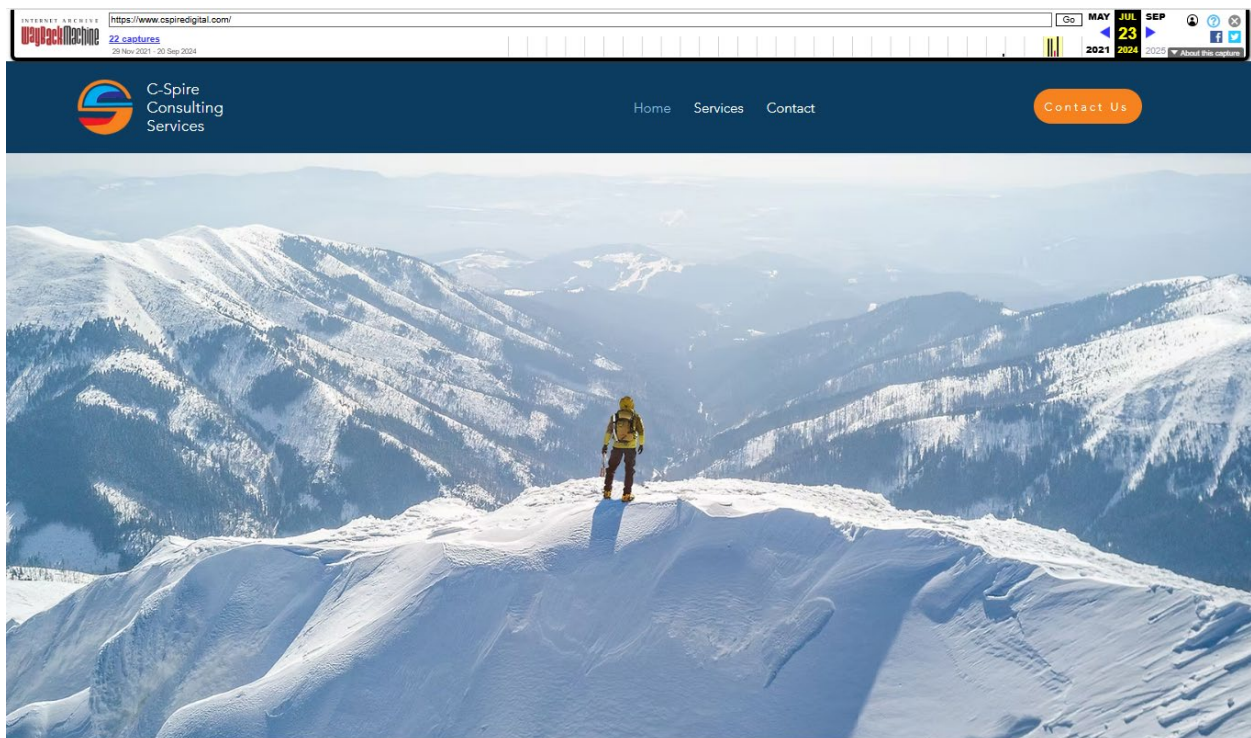 INTERNET ARCHIVE
WayBackMachine
https://www.cspiredigital.com/
Go
MAY JUL SEP
22 captures
23
29 Nov 2021 - 20 Sep 2024
2021 2024 2025
About this capture
C-Spire
Consulting
Services
Home Services Contact
Contact Us